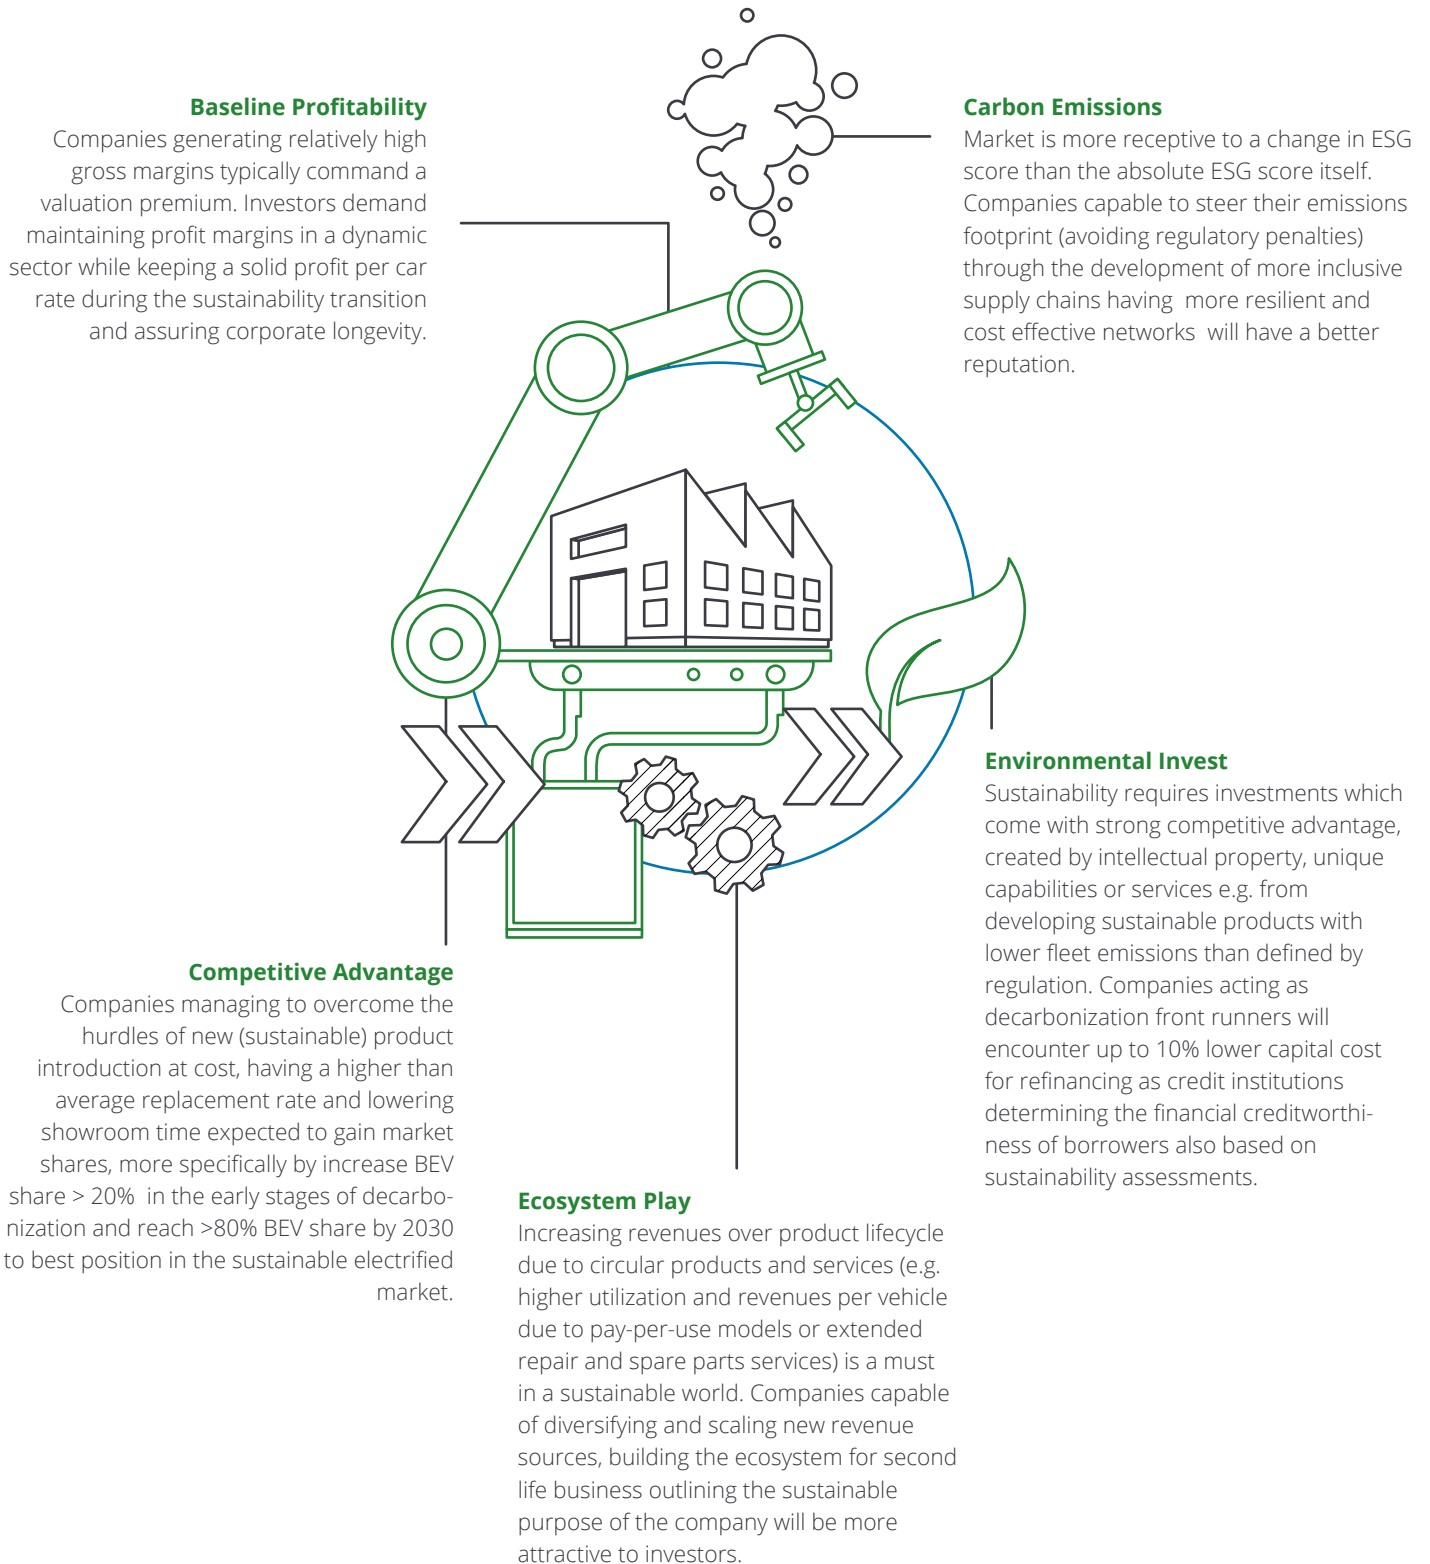 Baseline Profitability
Companies generating relatively high
gross margins typically command a
valuation premium. Investors demand
maintaining profit margins in a dynamic
sector while keeping a solid profit per car
rate during the sustainability transition
and assuring corporate longevity.
Carbon Emissions
Market is more receptive to a change in ESG
score than the absolute ESG score itself.
Companies capable to steer their emissions
footprint (avoiding regulatory penalties)
through the development of more inclusive
supply chains having  more resilient and
cost effective networks  will have a better
reputation.
Environmental Invest
Sustainability requires investments which
come with strong competitive advantage,
created by intellectual property, unique
capabilities or services e.g. from
developing sustainable products with
lower fleet emissions than defined by
regulation. Companies acting as
decarbonization front runners will
encounter up to 10% lower capital cost
for refinancing as credit institutions
determining the financial creditworthi-
ness of borrowers also based on
sustainability assessments.
Competitive Advantage
Companies managing to overcome the
hurdles of new (sustainable) product
introduction at cost, having a higher than
average replacement rate and lowering
showroom time expected to gain market
shares, more specifically by increase BEV
share > 20%  in the early stages of decarbo-
nization and reach >80% BEV share by 2030
to best position in the sustainable electrified
market.
Ecosystem Play
Increasing revenues over product lifecycle
due to circular products and services (e.g.
higher utilization and revenues per vehicle
due to pay-per-use models or extended
repair and spare parts services) is a must
in a sustainable world. Companies capable
of diversifying and scaling new revenue
sources, building the ecosystem for second
life business outlining the sustainable
purpose of the company will be more
attractive to investors.